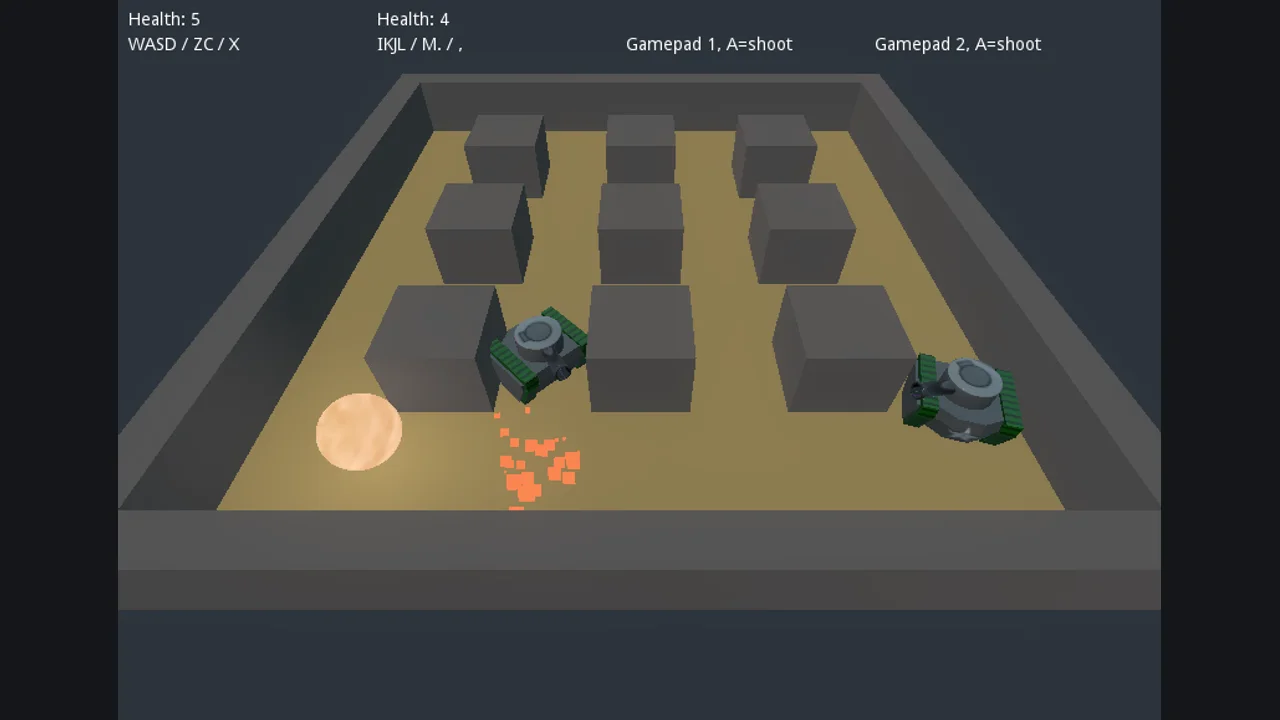 Health: 5
WASD / ZC / X
Health: 4
IKJL / M. / ,
Gamepad 1, A=shoot
Gamepad 2, A=shoot